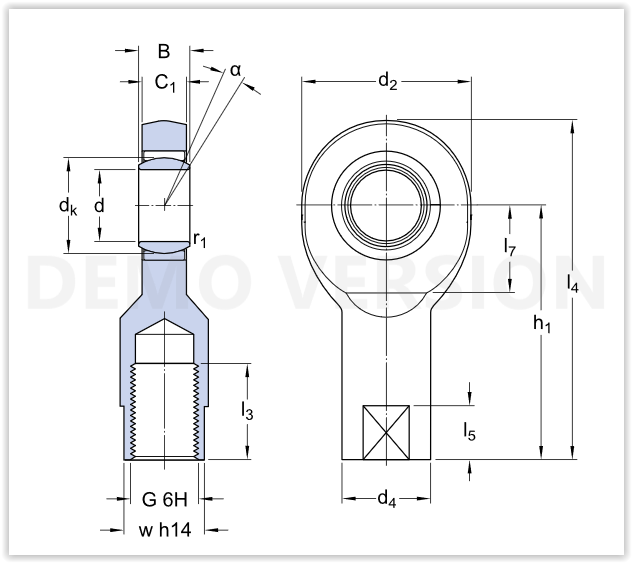 B
C1
α
d2
dk
d
r1
l7
DEMO VERSION
l4
h1
l3
l5
G 6H
d4
w h14